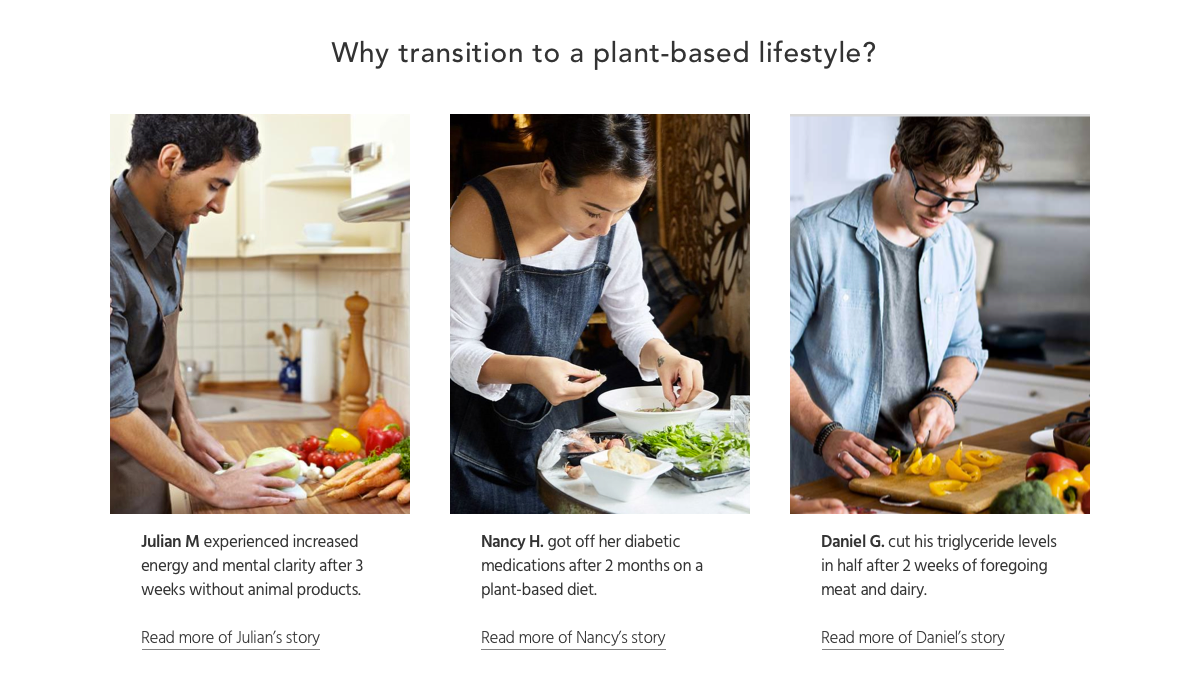 Why transition to a plant-based lifestyle?
Julian M experienced increased
energy and mental clarity after 3
weeks without animal products.
Read more of Julian’s story
Nancy H. got off her diabetic
medications after 2 months on a
plant-based diet.
Read more of Nancy’s story
Daniel G. cut his triglyceride levels
in half after 2 weeks of foregoing
meat and dairy.
Read more of Daniel’s story